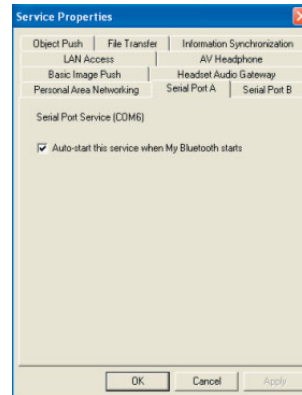 Service Properties
Object Push File Transfer Information Synchronization
LAN Access AV Headphone
Basic Image Push Headset Audio Gateway
Personal Area Networking Serial Port A Serial Port B
Serial Port Service (COM6)
Auto-start this service when My Bluetooth starts
OK Cancel Apply